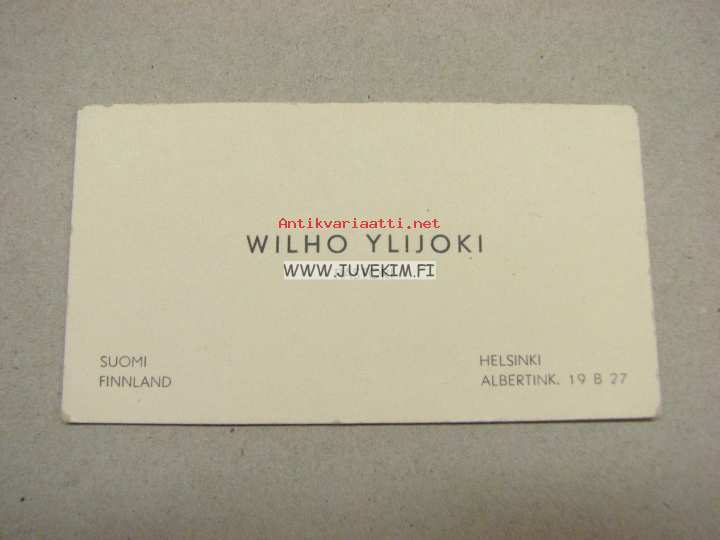 Antikvariaatti.net
WILHO YLIJOKI
WWW.JUVEKIM.FI
SUOMI
FINNLAND
HELSINKI
ALBERTINK. 19 B 27